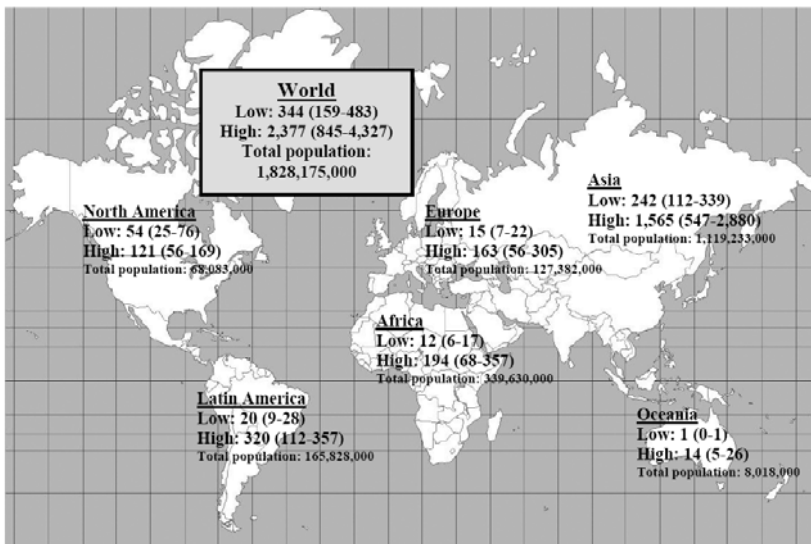 World
Low: 344 (159-483)
High: 2,377 (845-4,327)
Total population:
1,828,175,000
North America
Low: 54 (25-76)
High: 121 (56-169)
Total population: 68,083,000
Europe
Low: 15 (7-22)
High: 163 (56-305)
Total population: 127,382,000
Asia
Low: 242 (112-339)
High: 1,565 (547-2,880)
Total population: 1,119,233,000
Africa
Low: 12 (6-17)
High: 194 (68-357)
Total population: 339,630,000
Latin America
Low: 20 (9-28)
High: 320 (112-357)
Total population: 165,828,000
Oceania
Low: 1 (0-1)
High: 14 (5-26)
Total population: 8,018,000